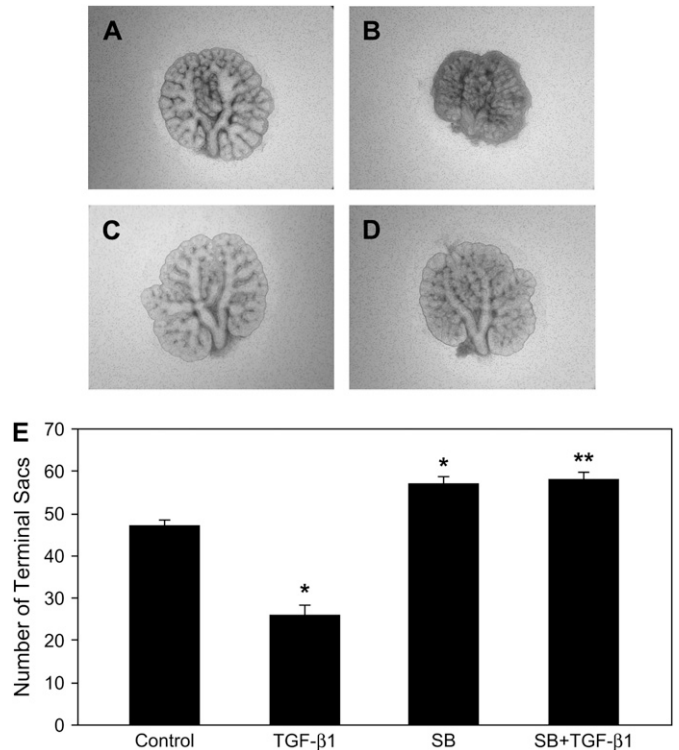 A
B
C
D
E
Number of Terminal Sacs
70
60
50
40
30
20
10
0
*
*
**
Control TGF-β1 SB SB+TGF-β1